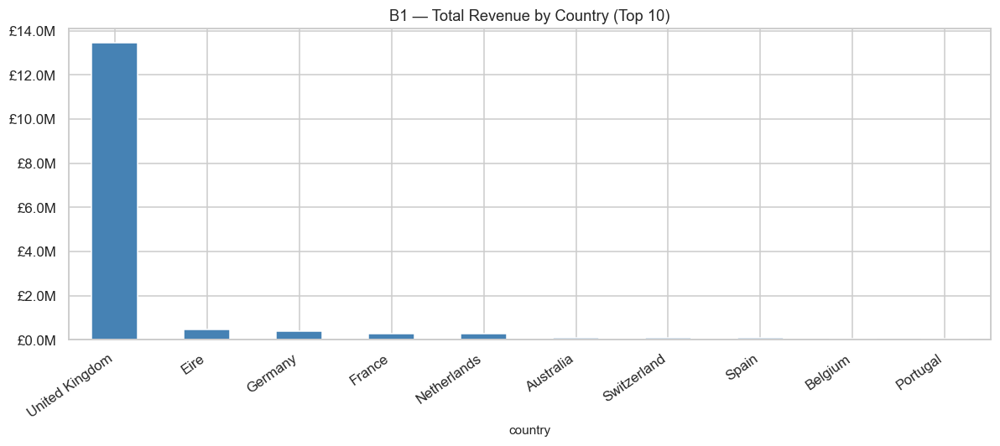 B1 — Total Revenue by Country (Top 10)
£14.0M
£12.0M
£10.0M
£8.0M
£6.0M
£4.0M
£2.0M
£0.0M
United Kingdom
Eire
Germany
France
Netherlands
Australia
Switzerland
Spain
Belgium
Portugal
country